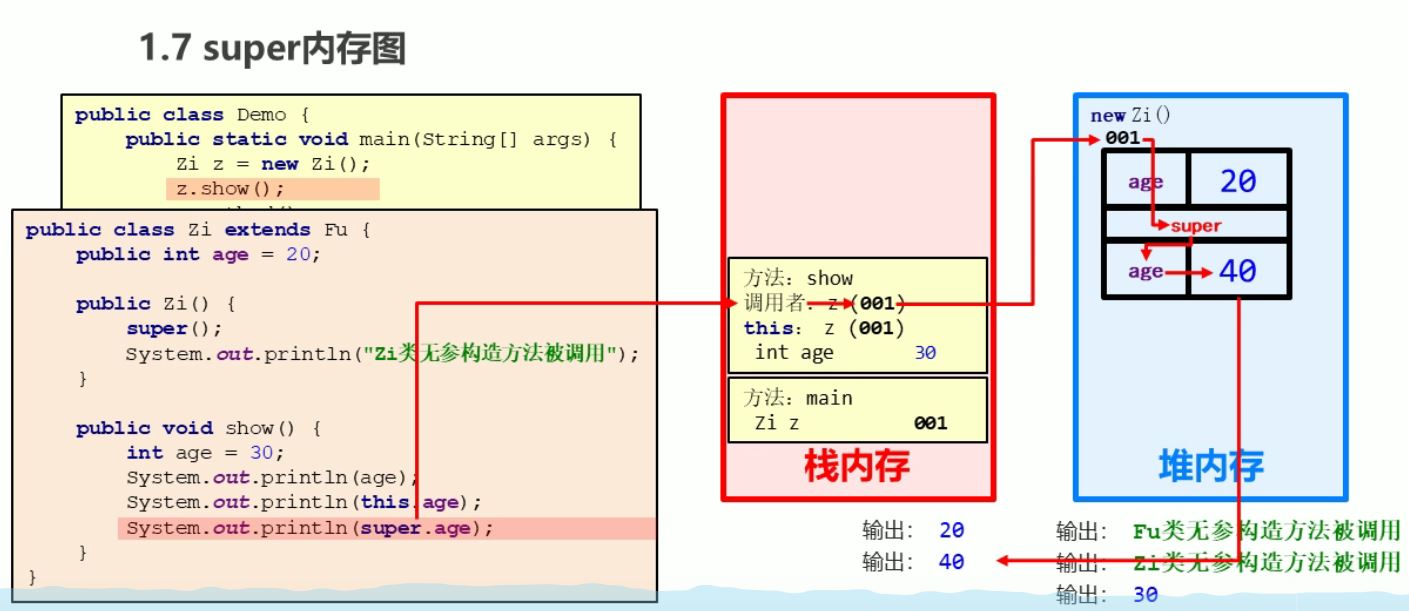 1.7 super内存图
public class Demo {
public static void main(String[] args) {
Zi z = new Zi();
z.show();
public class Zi extends Fu {
public int age = 20;
public Zi() {
super();
System.out.println("Zi类无参构造方法被调用");
}
public void show() {
int age = 30;
System.out.println(age);
System.out.println(this.age);
System.out.println(super.age);
}
}
方法：show
调用者：z (001)
this： z (001)
int age 30
方法：main
Zi z 001
栈内存
new Zi()
001
age 20
super
age 40
堆内存
输出： 20
输出： 40
输出： Fu类无参构造方法被调用
输出： Zi类无参构造方法被调用
输出： 30